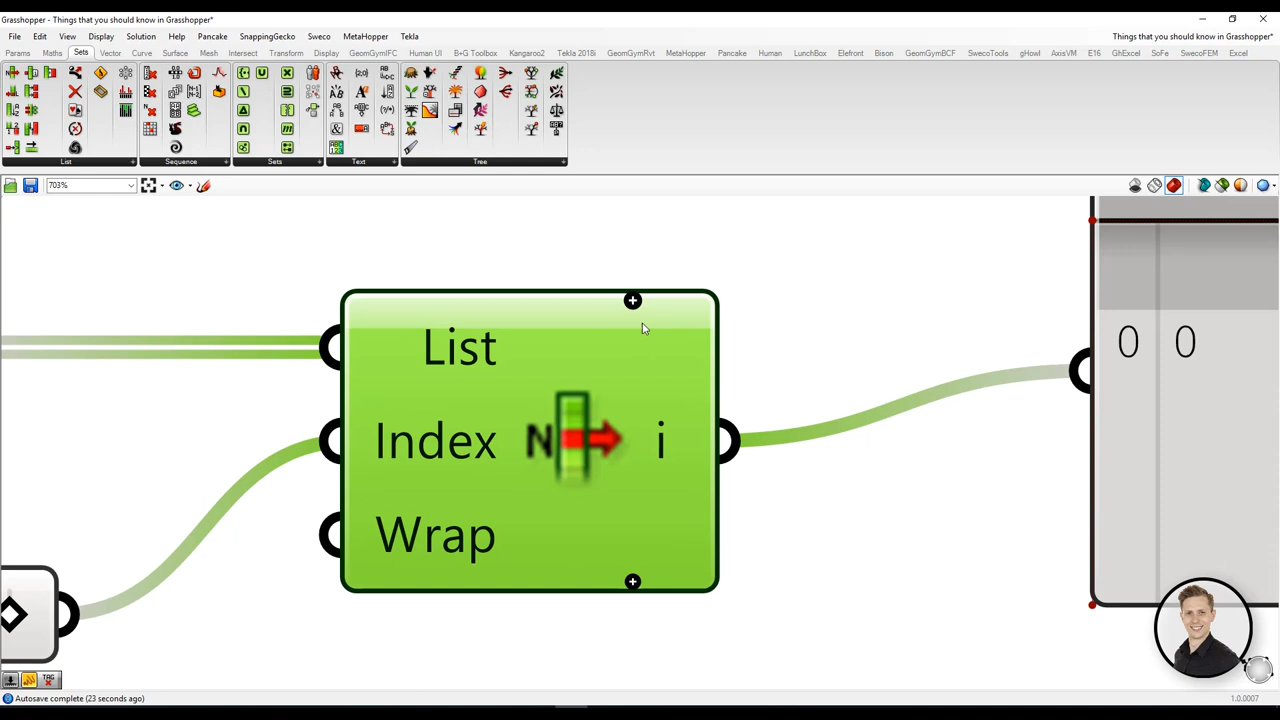 Grasshopper - Things that you should know in Grasshopper*
File Edit View Display Solution Help Pancake SnappingGecko Sweco MetaHopper Tekla
Things that you should know in Grasshopper*
Params Maths Sets Vector Curve Surface Mesh Intersect Transform Display GeomGymIFC Human UI B+G Toolbox Kangaroo2 Tekla 2018i GeomGymRvt MetaHopper Pancake Human LunchBox Elefront Bison GeomGymBCF SwecoTools gHowl AxisVM E16 GhExcel SoFe SwecoFEM Excel
List Sequence Sets Text Tree
703%
List
Index N i
Wrap
0 0
TAG
Autosave complete (23 seconds ago)
1.0.0007